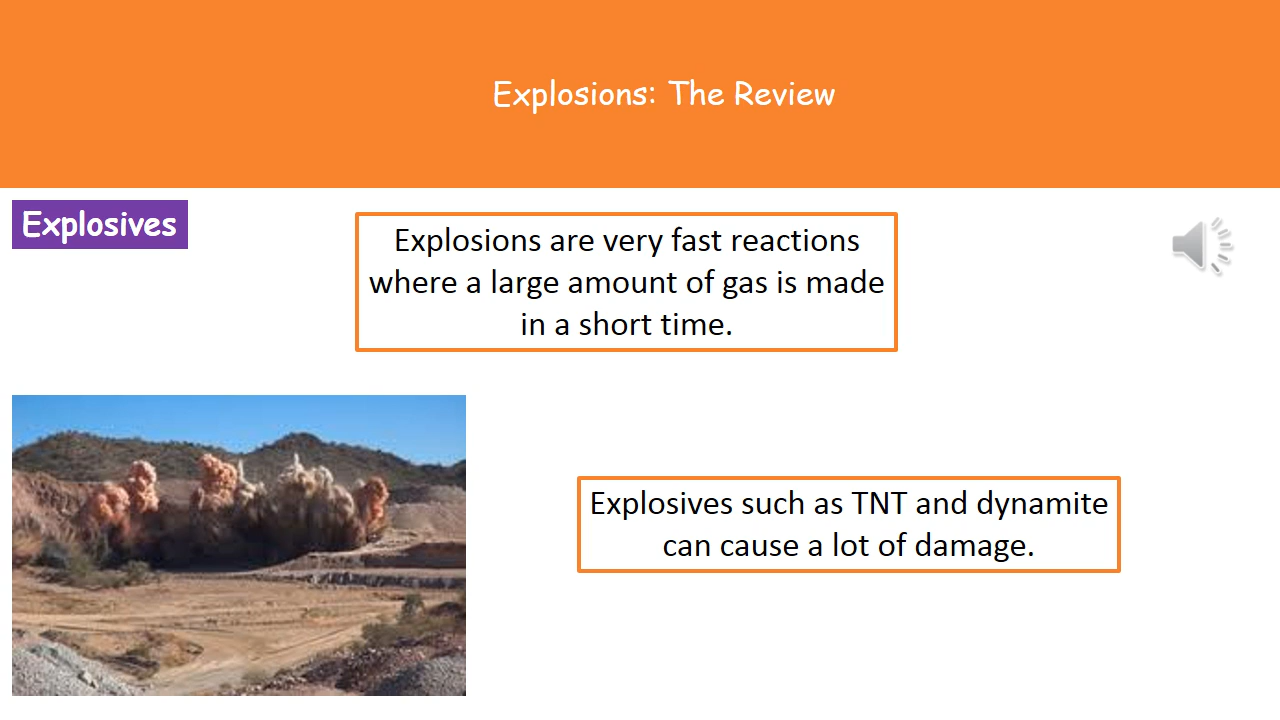 Explosions: The Review
Explosives
Explosions are very fast reactions
where a large amount of gas is made
in a short time.
Explosives such as TNT and dynamite
can cause a lot of damage.